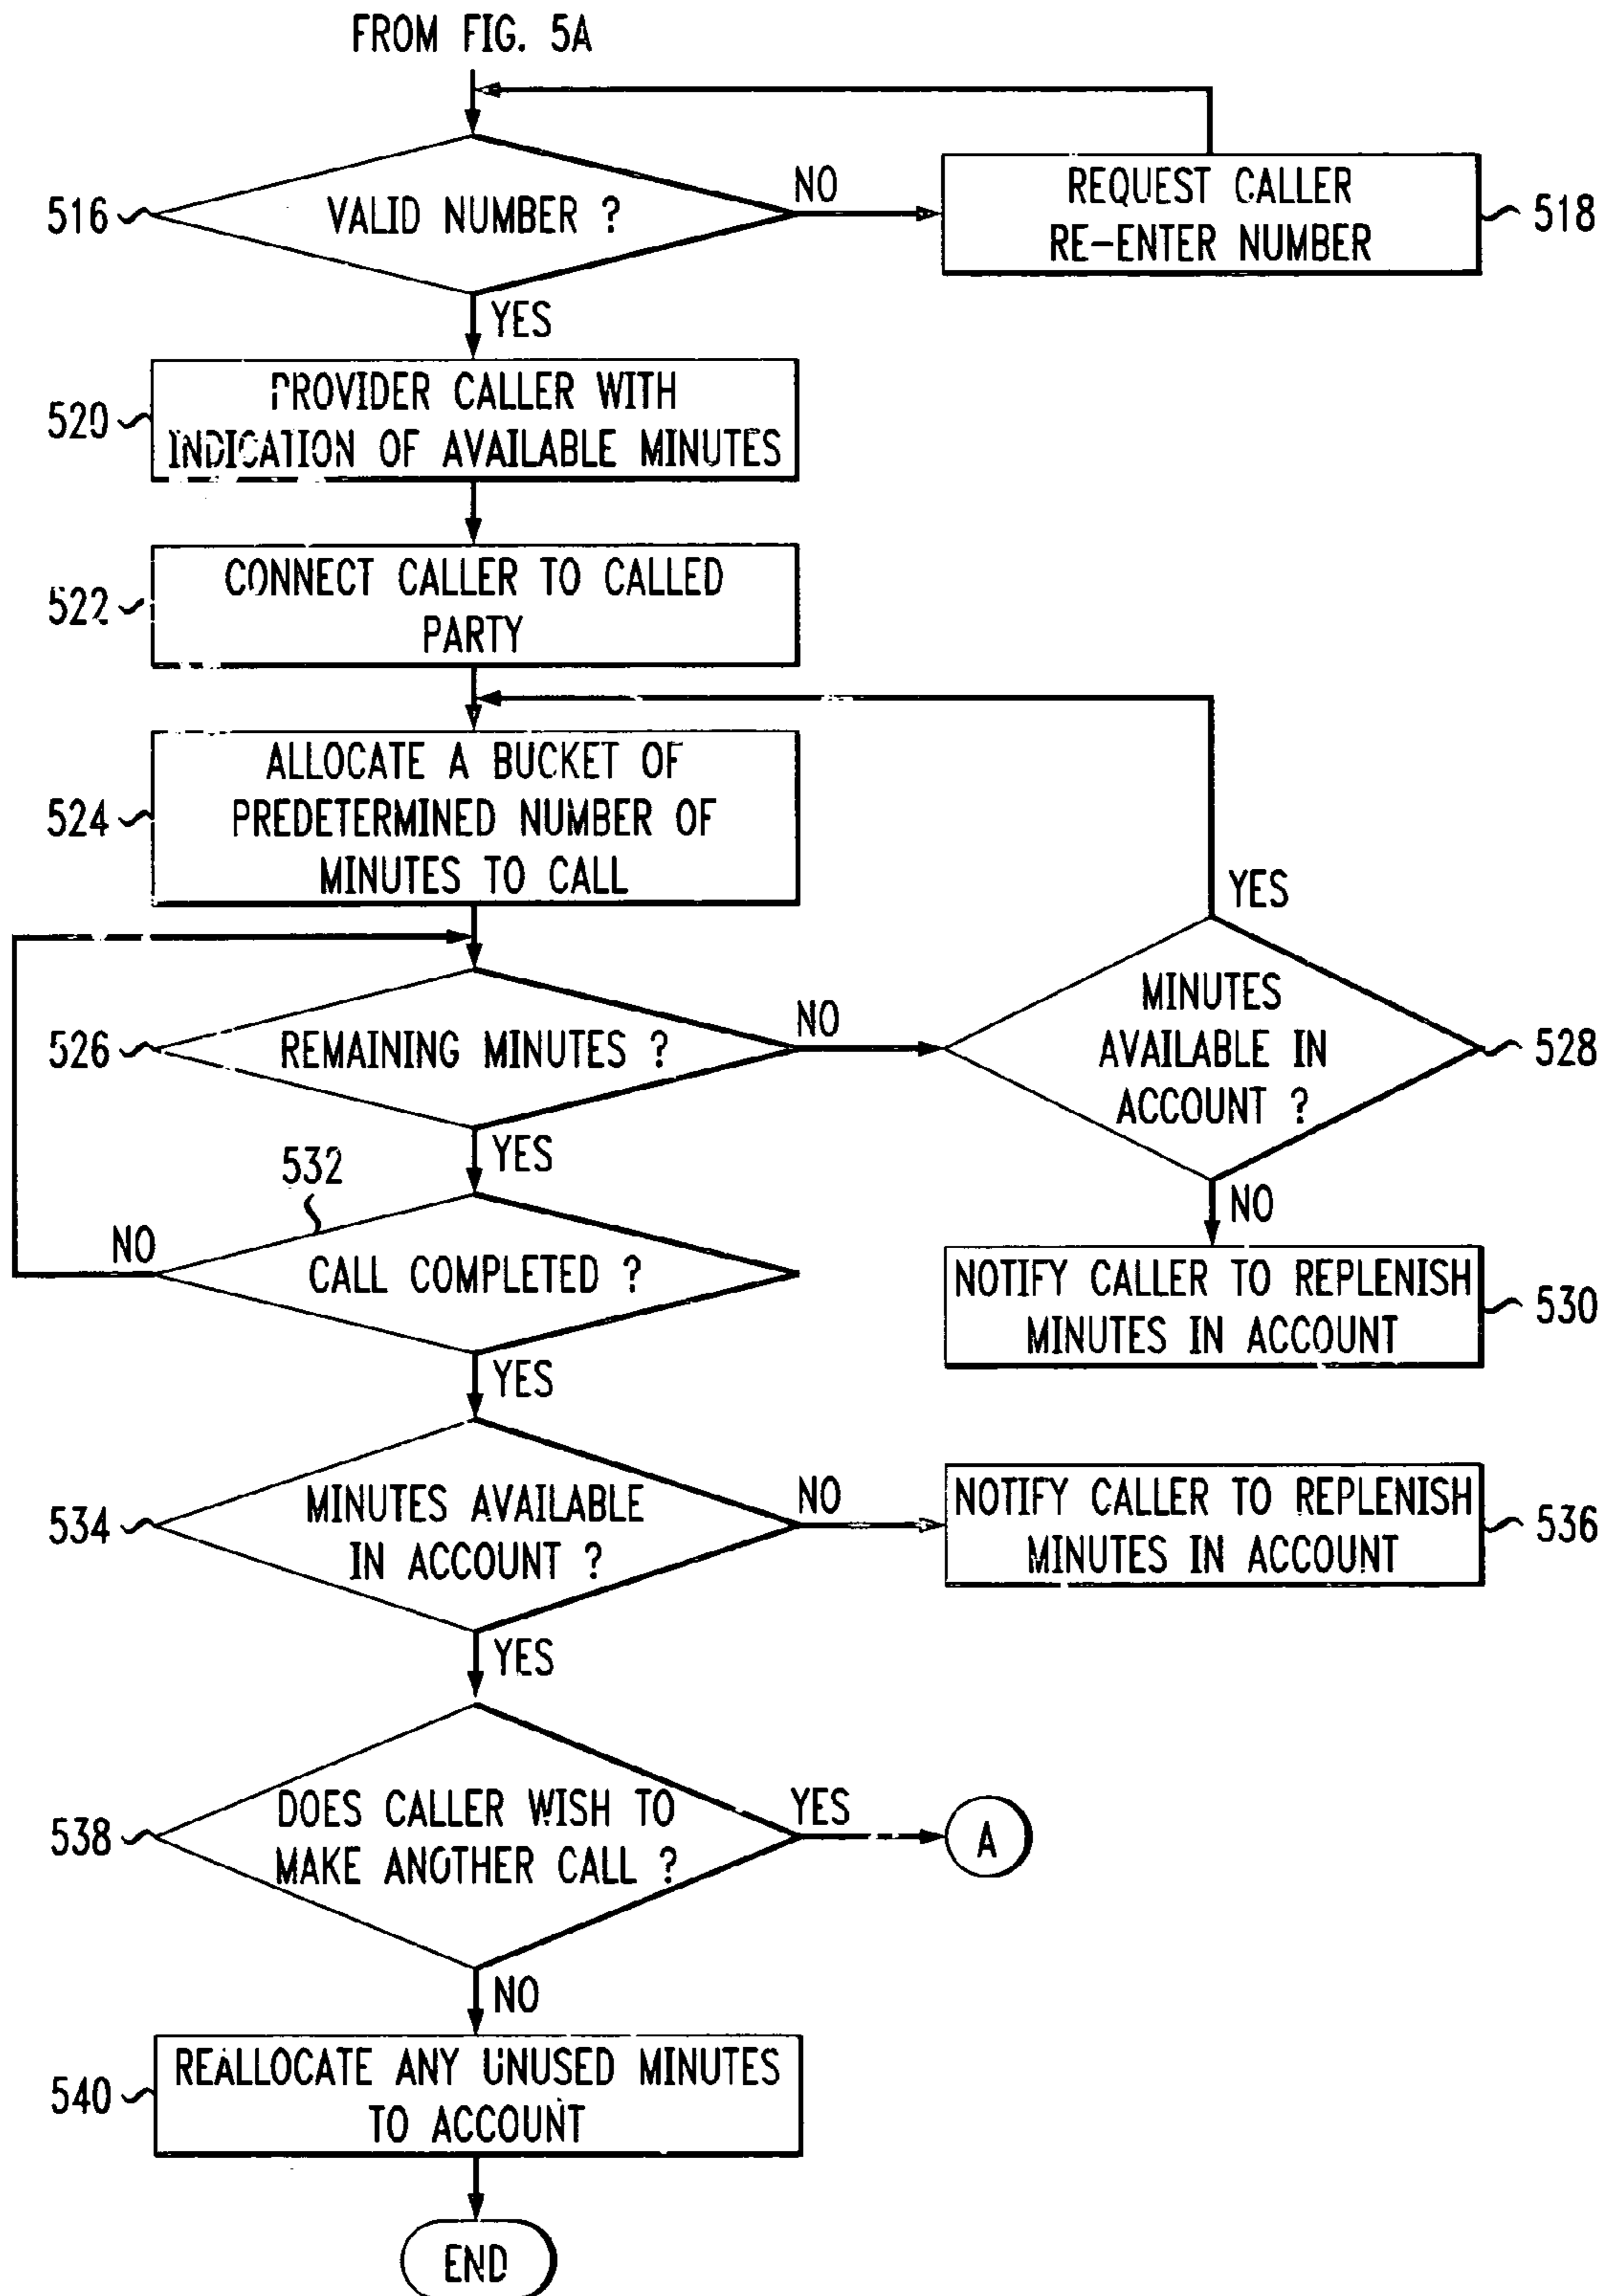 FROM FIG. 5A
516
VALID NUMBER ?
NO
REQUEST CALLER
RE-ENTER NUMBER
518
YES
520
PROVIDER CALLER WITH
INDICATION OF AVAILABLE MINUTES
522
CONNECT CALLER TO CALLED
PARTY
524
ALLOCATE A BUCKET OF
PREDETERMINED NUMBER OF
MINUTES TO CALL
526
REMAINING MINUTES ?
NO
YES
MINUTES
AVAILABLE IN
ACCOUNT ?
528
YES
NO
NOTIFY CALLER TO REPLENISH
MINUTES IN ACCOUNT
530
532
NO
CALL COMPLETED ?
YES
534
MINUTES AVAILABLE
IN ACCOUNT ?
NO
NOTIFY CALLER TO REPLENISH
MINUTES IN ACCOUNT
536
YES
538
DOES CALLER WISH TO
MAKE ANOTHER CALL ?
YES
A
NO
540
REALLOCATE ANY UNUSED MINUTES
TO ACCOUNT
END